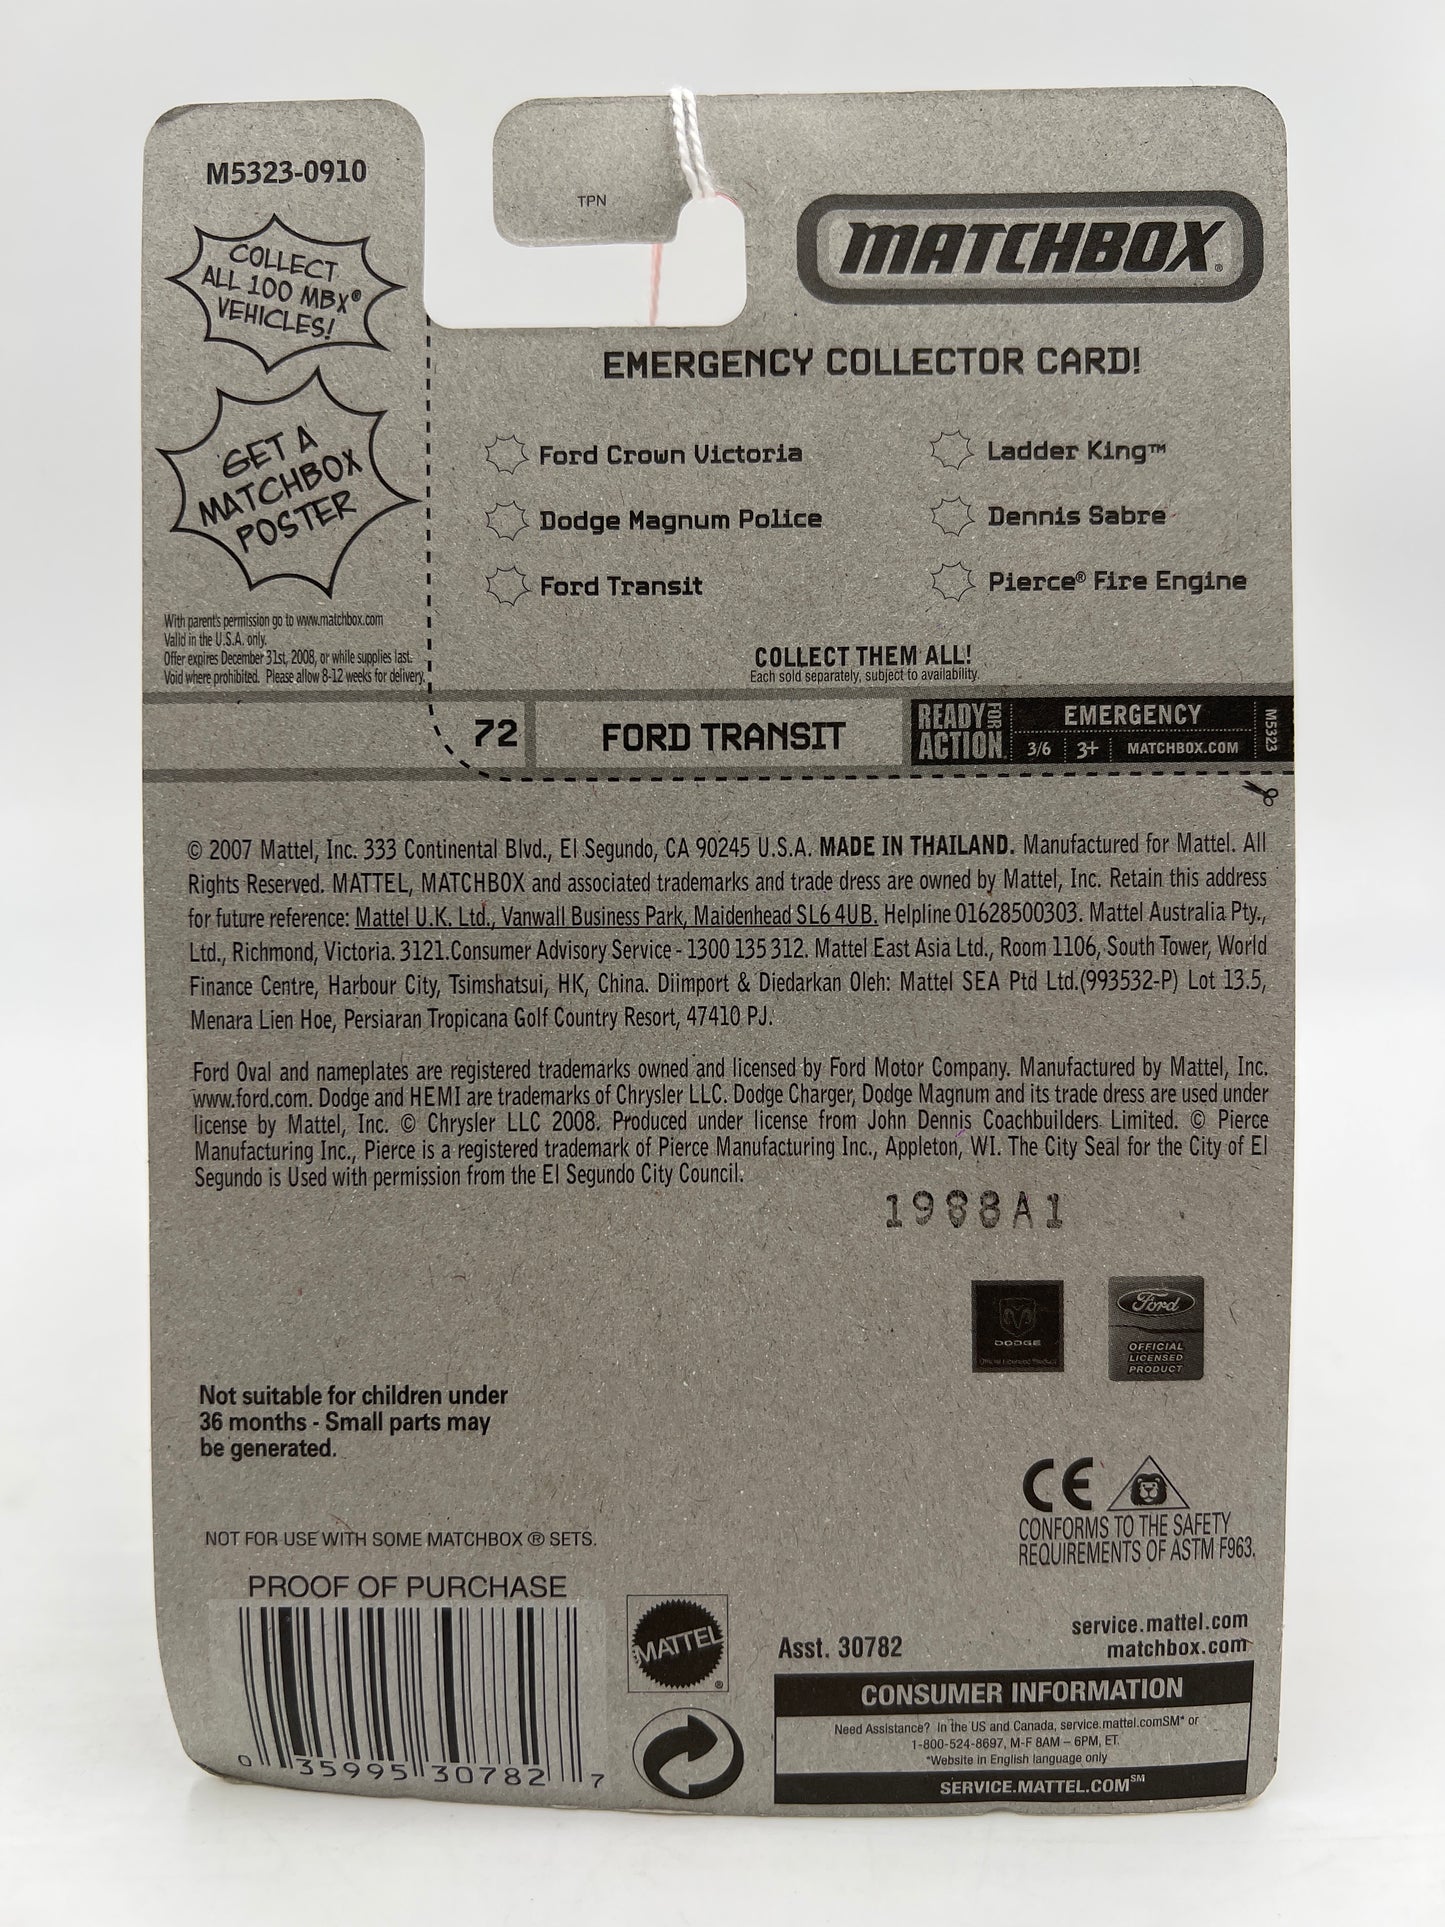 M5323-0910
TPN
COLLECT
ALL 100 MBX®
VEHICLES!
MATCHBOX®
GET A
MATCHBOX
POSTER
With parent's permission go to www.matchbox.com
Valid in the U.S.A. only.
Offer expires December 31st, 2008, or while supplies last.
Void where prohibited. Please allow 8-12 weeks for delivery.
EMERGENCY COLLECTOR CARD!
Ford Crown Victoria
Dodge Magnum Police
Ford Transit
Ladder King™
Dennis Sabre
Pierce® Fire Engine
COLLECT THEM ALL!
Each sold separately, subject to availability.
72
FORD TRANSIT
READY FOR ACTION
EMERGENCY
3/6
3+
MATCHBOX.COM
M5323
© 2007 Mattel, Inc. 333 Continental Blvd., El Segundo, CA 90245 U.S.A. MADE IN THAILAND. Manufactured for Mattel. All
Rights Reserved. MATTEL, MATCHBOX and associated trademarks and trade dress are owned by Mattel, Inc. Retain this address
for future reference: Mattel U.K. Ltd., Vanwall Business Park, Maidenhead SL6 4UB. Helpline 01628500303. Mattel Australia Pty.,
Ltd., Richmond, Victoria. 3121.Consumer Advisory Service - 1300 135 312. Mattel East Asia Ltd., Room 1106, South Tower, World
Finance Centre, Harbour City, Tsimshatsui, HK, China. Diimport & Diedarkan Oleh: Mattel SEA Ptd Ltd.(993532-P) Lot 13.5,
Menara Lien Hoe, Persiaran Tropicana Golf Country Resort, 47410 PJ.
Ford Oval and nameplates are registered trademarks owned and licensed by Ford Motor Company. Manufactured by Mattel, Inc.
www.ford.com. Dodge and HEMI are trademarks of Chrysler LLC. Dodge Charger, Dodge Magnum and its trade dress are used under
license by Mattel, Inc. © Chrysler LLC 2008. Produced under license from John Dennis Coachbuilders Limited. © Pierce
Manufacturing Inc., Pierce is a registered trademark of Pierce Manufacturing Inc., Appleton, WI. The City Seal for the City of El
Segundo is Used with permission from the El Segundo City Council.
1988A1
DODGE
Official Licensed Product
Ford
OFFICIAL
LICENSED
PRODUCT
Not suitable for children under
36 months - Small parts may
be generated.
CE
CONFORMS TO THE SAFETY
REQUIREMENTS OF ASTM F963.
NOT FOR USE WITH SOME MATCHBOX ® SETS.
PROOF OF PURCHASE
0 35995 30782 7
MATTEL®
Asst. 30782
service.mattel.com
matchbox.com
CONSUMER INFORMATION
Need Assistance? In the US and Canada, service.mattel.comSM* or
1-800-524-8697, M-F 8AM – 6PM, ET.
*Website in English language only
SERVICE.MATTEL.COM℠